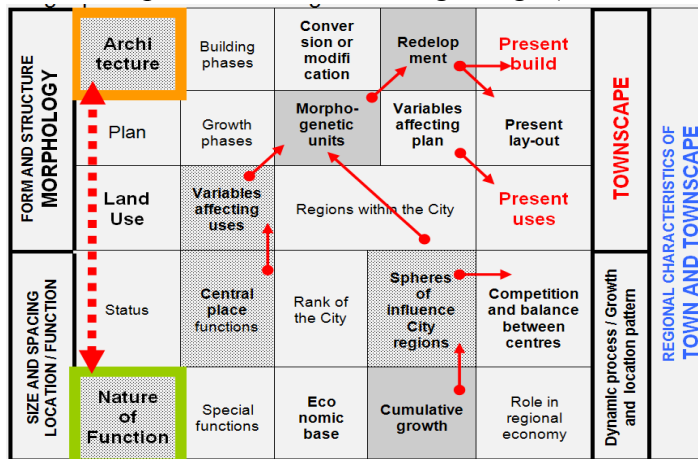 FORM AND STRUCTURE
MORPHOLOGY
Archi
tecture
Building
phases
Conver
sion or
modifi
cation
Redelop
ment
Present
build
Plan
Growth
phases
Morpho-
genetic
units
Variables
affecting
plan
Present
lay-out
Land
Use
Variables
affecting
uses
Regions within the City
Present
uses
TOWNSCAPE
SIZE AND SPACING
LOCATION / FUNCTION
Status
Central
place
functions
Rank of
the City
Spheres
of
influence
City
regions
Competition
and balance
between
centres
Nature
of
Function
Special
functions
Eco
nomic
base
Cumulative
growth
Role in
regional
economy
Dynamic process / Growth
and location pattern
REGIONAL CHARACTERISTICS OF
TOWN AND TOWNSCAPE